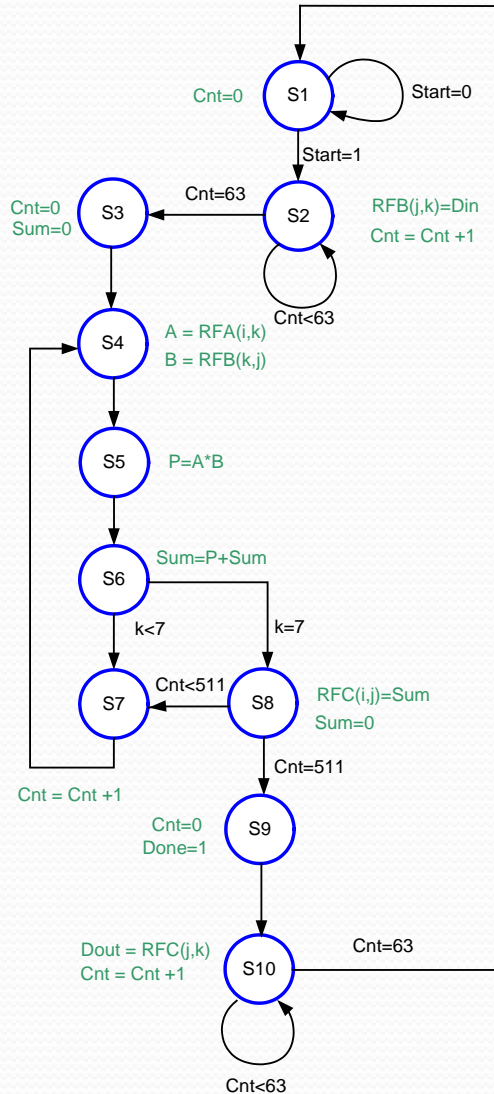 S1
Cnt=0
Start=0
Start=1
S3
Cnt=0
Sum=0
Cnt=63
S2
RFB(j,k)=Din
Cnt = Cnt +1
Cnt<63
S4
A = RFA(i,k)
B = RFB(k,j)
S5
P=A*B
S6
Sum=P+Sum
k<7
k=7
S7
Cnt<511
S8
RFC(i,j)=Sum
Sum=0
Cnt = Cnt +1
Cnt=511
Cnt=0
Done=1
S9
Dout = RFC(j,k)
Cnt = Cnt +1
S10
Cnt=63
Cnt<63